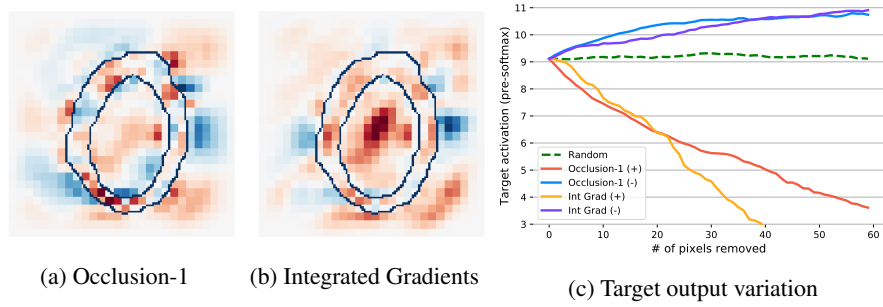 (a) Occlusion-1
(b) Integrated Gradients
Target activation (pre-softmax)
11
10
9
8
7
6
5
4
3
Random
Occlusion-1 (+)
Occlusion-1 (-)
Int Grad (+)
Int Grad (-)
0 10 20 30 40 50 60
# of pixels removed
(c) Target output variation